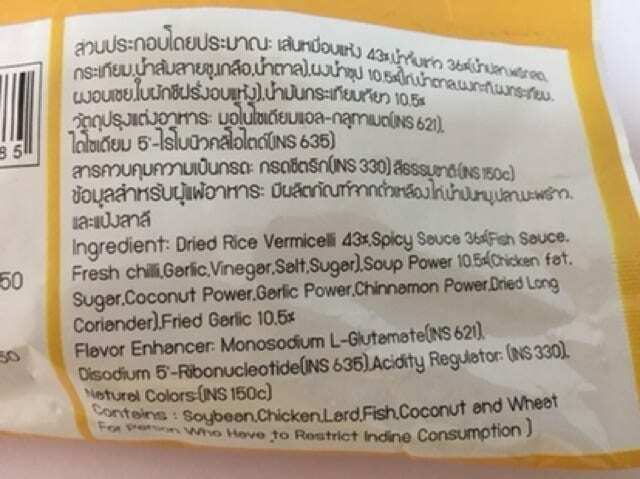 ส่วนประกอบโดยประมาณ: เส้นหมี่อบแห้ง 43%,น้ำก๋วยเตี๋ยว 36%(น้ำปลา,พริกสด,
กระเทียม,น้ำส้มสายชู,เกลือ,น้ำตาล),ผงน้ำซุป 10.5%(ไก่,น้ำตาล,ผงกะทิ,ผงกระเทียม,
ผงอบเชย,ใบผักชีฝรั่งอบแห้ง),น้ำมันกระเทียมเจียว 10.5%
วัตถุปรุงแต่งอาหาร: มอโนโซเดียมแอล-กลูทาเมต(INS 621),
ไดโซเดียม 5'-ไรโบนิวคลีโอไตด์(INS 635)
สารควบคุมความเป็นกรด: กรดซิตริก(INS 330) สีธรรมชาติ:(INS 150c)
ข้อมูลสำหรับผู้แพ้อาหาร: มีผลิตภัณฑ์จากถั่วเหลือง,ไก่,น้ำมันหมู,ปลา,มะพร้าว,
และแป้งสาลี
Ingredient: Dried Rice Vermicelli 43%,Spicy Sauce 36%(Fish Sauce,
Fresh chilli,Garlic,Vinegar,Salt,Sugar),Soup Power 10.5%(Chicken fat,
Sugar,Coconut Power,Garlic Power,Chinnamon Power,Dried Long
Coriander),Fried Garlic 10.5%
Flavor Enhancer: Monosodium L-Glutamate(INS 621),
Disodium 5'-Ribonucleotide(INS 635),Acidity Regulator: (INS 330),
Natural Colors:(INS 150c)
Contains : Soybean,Chicken,Lard,Fish,Coconut and Wheat
For Person Who Have to Restrict Indine Consumption )
85
50
50